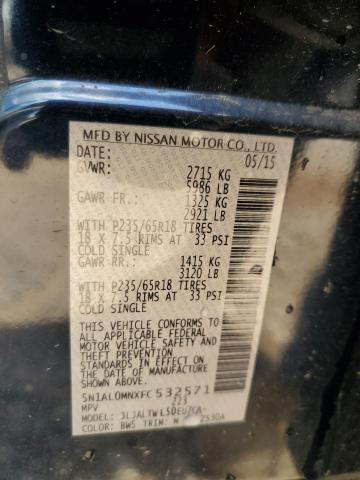 MFD BY NISSAN MOTOR CO., LTD.
DATE: 05/15
GVWR: 2715 KG
5986 LB
GAWR FR: 1325 KG
2921 LB
WITH P235/65R18 TIRES
18 X 7.5 RIMS AT 33 PSI
COLD SINGLE
GAWR RR: 1415 KG
3120 LB
WITH P235/65R18 TIRES
18 X 7.5 RIMS AT 33 PSI
COLD SINGLE
THIS VEHICLE CONFORMS TO
ALL APPLICABLE FEDERAL
MOTOR VEHICLE SAFETY
STANDARDS IN EFFECT ON
THE DATE OF MANUFACTURE
SHOWN ABOVE.
5N1AL0MNXFC 532571
MPV 223
COLOR: BW5 TRIM: 2530A